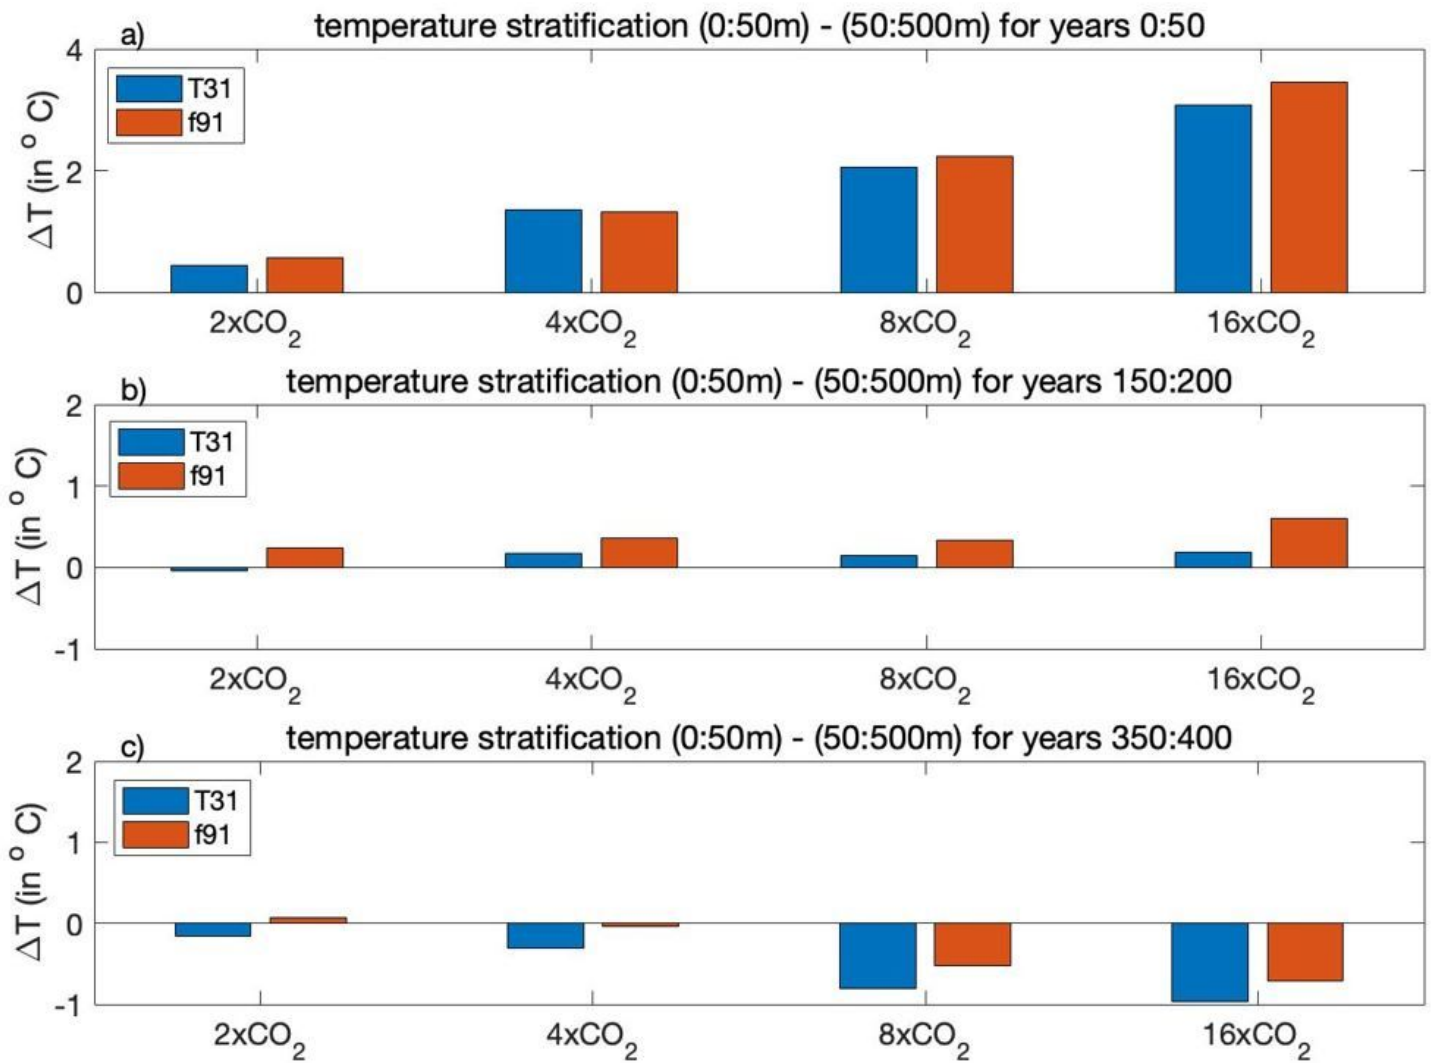 a)
temperature stratification (0:50m) - (50:500m) for years 0:50
4
2
0
ΔT (in ° C)
T31
f91
2xCO₂ 4xCO₂ 8xCO₂ 16xCO₂
b)
temperature stratification (0:50m) - (50:500m) for years 150:200
2
1
0
-1
ΔT (in ° C)
T31
f91
2xCO₂ 4xCO₂ 8xCO₂ 16xCO₂
c)
temperature stratification (0:50m) - (50:500m) for years 350:400
2
1
0
-1
ΔT (in ° C)
T31
f91
2xCO₂ 4xCO₂ 8xCO₂ 16xCO₂